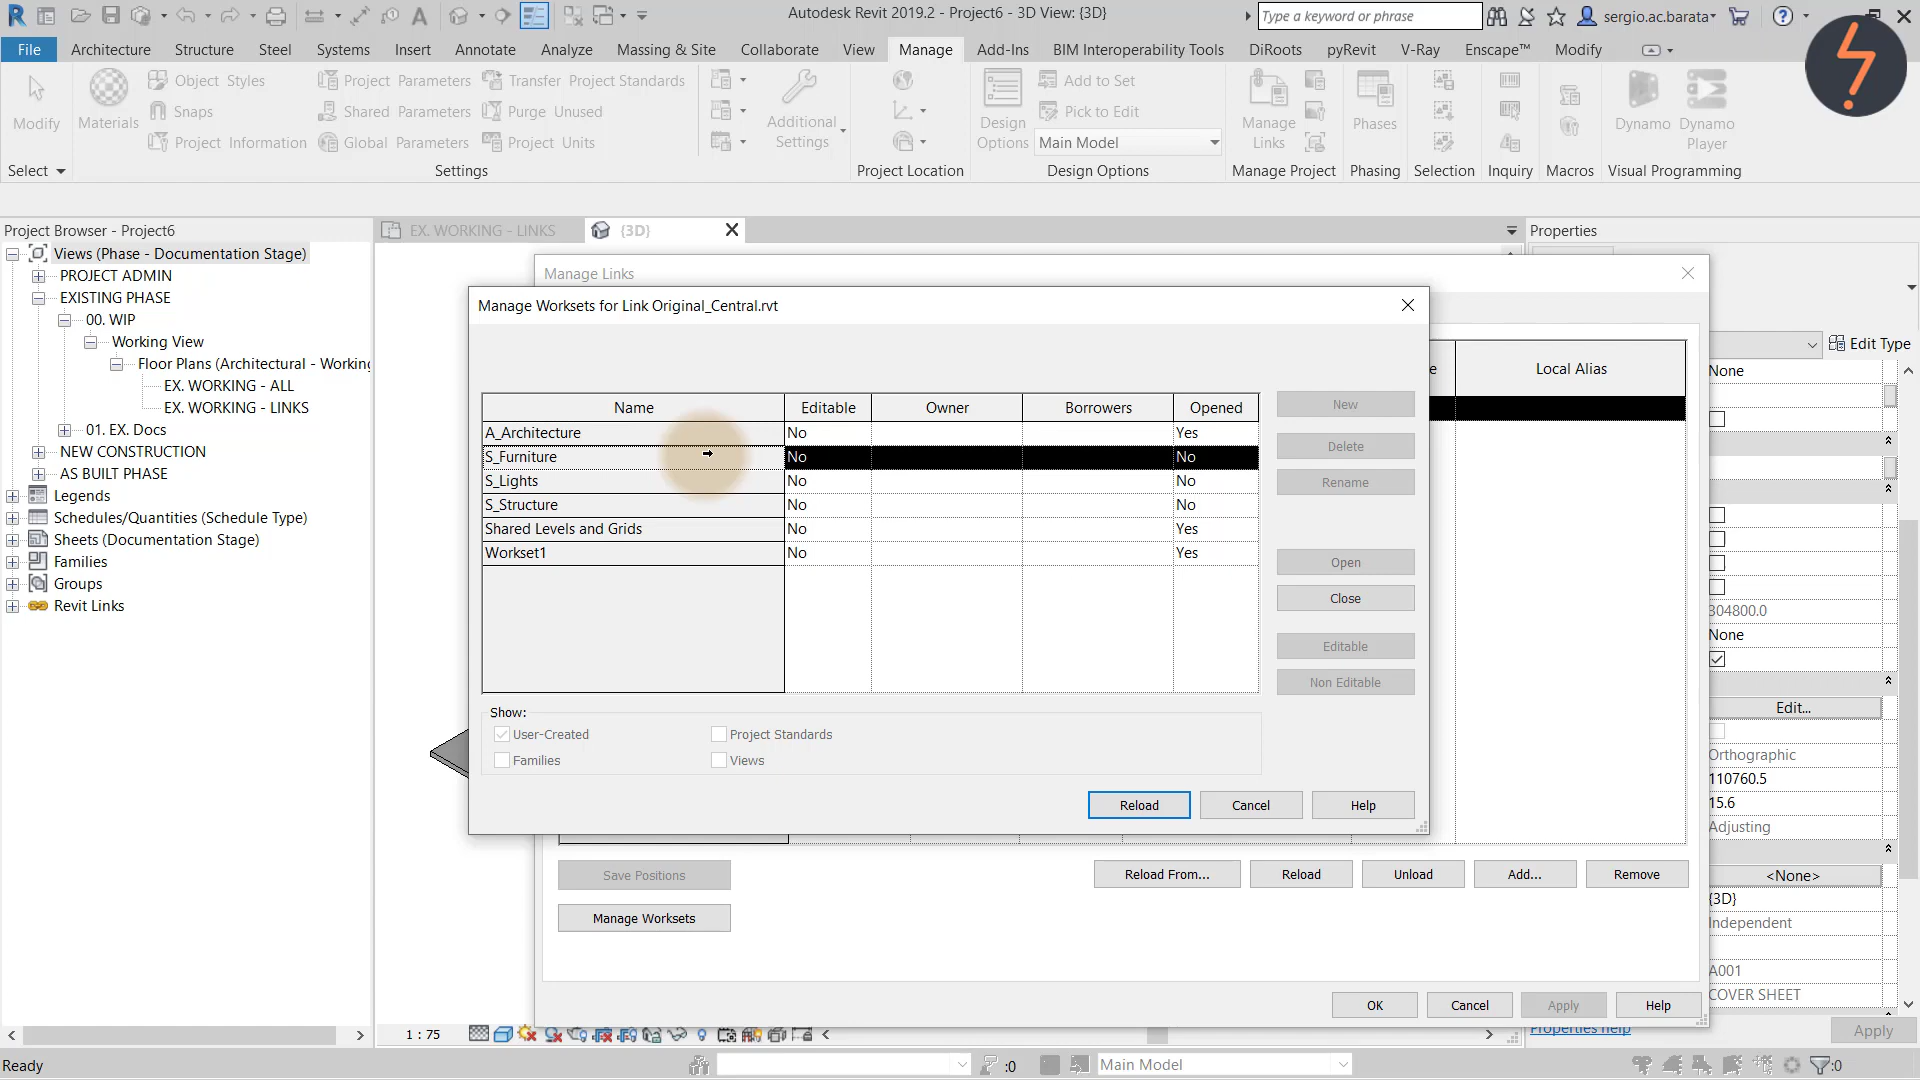 Autodesk Revit 2019.2 - Project6 - 3D View: {3D}
Type a keyword or phrase
sergio.ac.barata
File Architecture Structure Steel Systems Insert Annotate Analyze Massing & Site Collaborate View Manage Add-Ins BIM Interoperability Tools DiRoots pyRevit V-Ray Enscape™ Modify
Modify
Materials
Object Styles
Snaps
Project Information
Project Parameters
Shared Parameters
Global Parameters
Transfer Project Standards
Purge Unused
Project Units
Additional Settings
Design Options
Add to Set
Pick to Edit
Main Model
Manage Links
Phases
Dynamo
Dynamo Player
Select Settings Project Location Design Options Manage Project Phasing Selection Inquiry Macros Visual Programming
Project Browser - Project6
Views (Phase - Documentation Stage)
PROJECT ADMIN
EXISTING PHASE
00. WIP
Working View
Floor Plans (Architectural - Working
EX. WORKING - ALL
EX. WORKING - LINKS
01. EX. Docs
NEW CONSTRUCTION
AS BUILT PHASE
Legends
Schedules/Quantities (Schedule Type)
Sheets (Documentation Stage)
Families
Groups
Revit Links
EX. WORKING - LINKS
{3D}
Manage Links
Manage Worksets for Link Original_Central.rvt
Name Editable Owner Borrowers Opened
A_Architecture No Yes
S_Furniture No No
S_Lights No No
S_Structure No No
Shared Levels and Grids No Yes
Workset1 No Yes
New
Delete
Rename
Open
Close
Editable
Non Editable
Show:
User-Created
Project Standards
Families
Views
Reload Cancel Help
e
Local Alias
Save Positions
Reload From... Reload Unload Add... Remove
Manage Worksets
OK Cancel Apply Help
Properties
Edit Type
None
304800.0
None
Edit...
Orthographic
110760.5
15.6
Adjusting
<None>
{3D}
Independent
A001
COVER SHEET
Properties help
Apply
1 : 75
Ready
:0
Main Model
:0